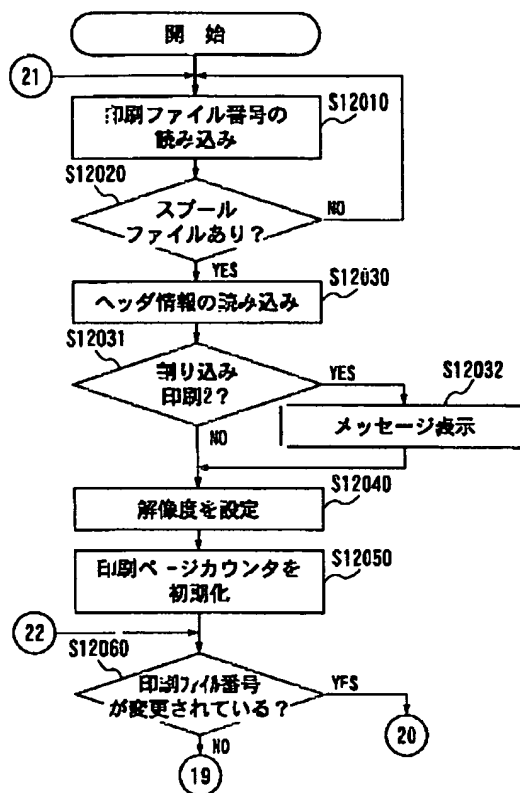 開 始
21
S12010
印刷ファイル番号の
読み込み
S12020
スプール
ファイルあり?
NO
YES
S12030
ヘッダ情報の読み込み
S12031
割り込み
印刷2?
YES
S12032
メッセージ表示
NO
S12040
解像度を設定
S12050
印刷ページカウンタを
初期化
22
S12060
印刷ファイル番号
が変更されている?
YES
20
NO
19